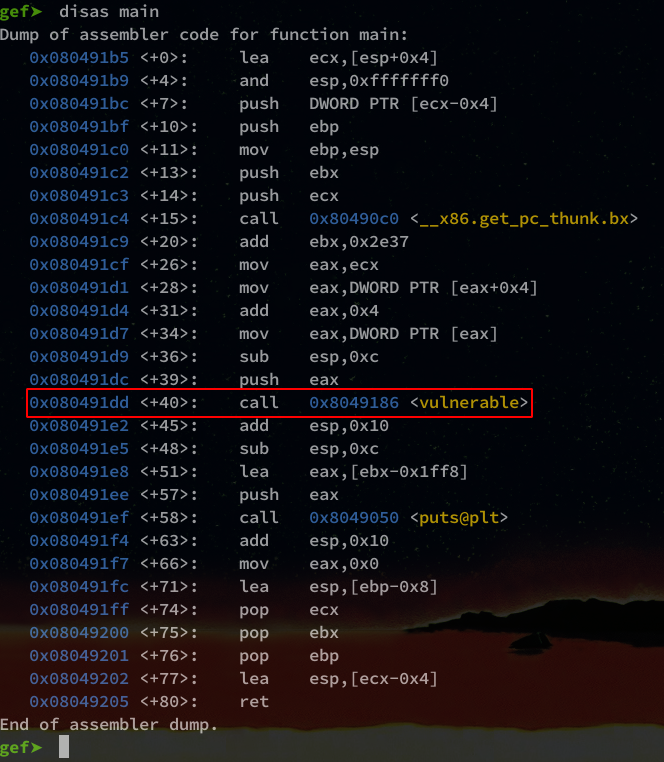 gef➤  disas main
Dump of assembler code for function main:
   0x080491b5 <+0>:     lea    ecx,[esp+0x4]
   0x080491b9 <+4>:     and    esp,0xfffffff0
   0x080491bc <+7>:     push   DWORD PTR [ecx-0x4]
   0x080491bf <+10>:    push   ebp
   0x080491c0 <+11>:    mov    ebp,esp
   0x080491c2 <+13>:    push   ebx
   0x080491c3 <+14>:    push   ecx
   0x080491c4 <+15>:    call   0x80490c0 <__x86.get_pc_thunk.bx>
   0x080491c9 <+20>:    add    ebx,0x2e37
   0x080491cf <+26>:    mov    eax,ecx
   0x080491d1 <+28>:    mov    eax,DWORD PTR [eax+0x4]
   0x080491d4 <+31>:    add    eax,0x4
   0x080491d7 <+34>:    mov    eax,DWORD PTR [eax]
   0x080491d9 <+36>:    sub    esp,0xc
   0x080491dc <+39>:    push   eax
   0x080491dd <+40>:    call   0x8049186 <vulnerable>
   0x080491e2 <+45>:    add    esp,0x10
   0x080491e5 <+48>:    sub    esp,0xc
   0x080491e8 <+51>:    lea    eax,[ebx-0x1ff8]
   0x080491ee <+57>:    push   eax
   0x080491ef <+58>:    call   0x8049050 <puts@plt>
   0x080491f4 <+63>:    add    esp,0x10
   0x080491f7 <+66>:    mov    eax,0x0
   0x080491fc <+71>:    lea    esp,[ebp-0x8]
   0x080491ff <+74>:    pop    ecx
   0x08049200 <+75>:    pop    ebx
   0x08049201 <+76>:    pop    ebp
   0x08049202 <+77>:    lea    esp,[ecx-0x4]
   0x08049205 <+80>:    ret
End of assembler dump.
gef➤